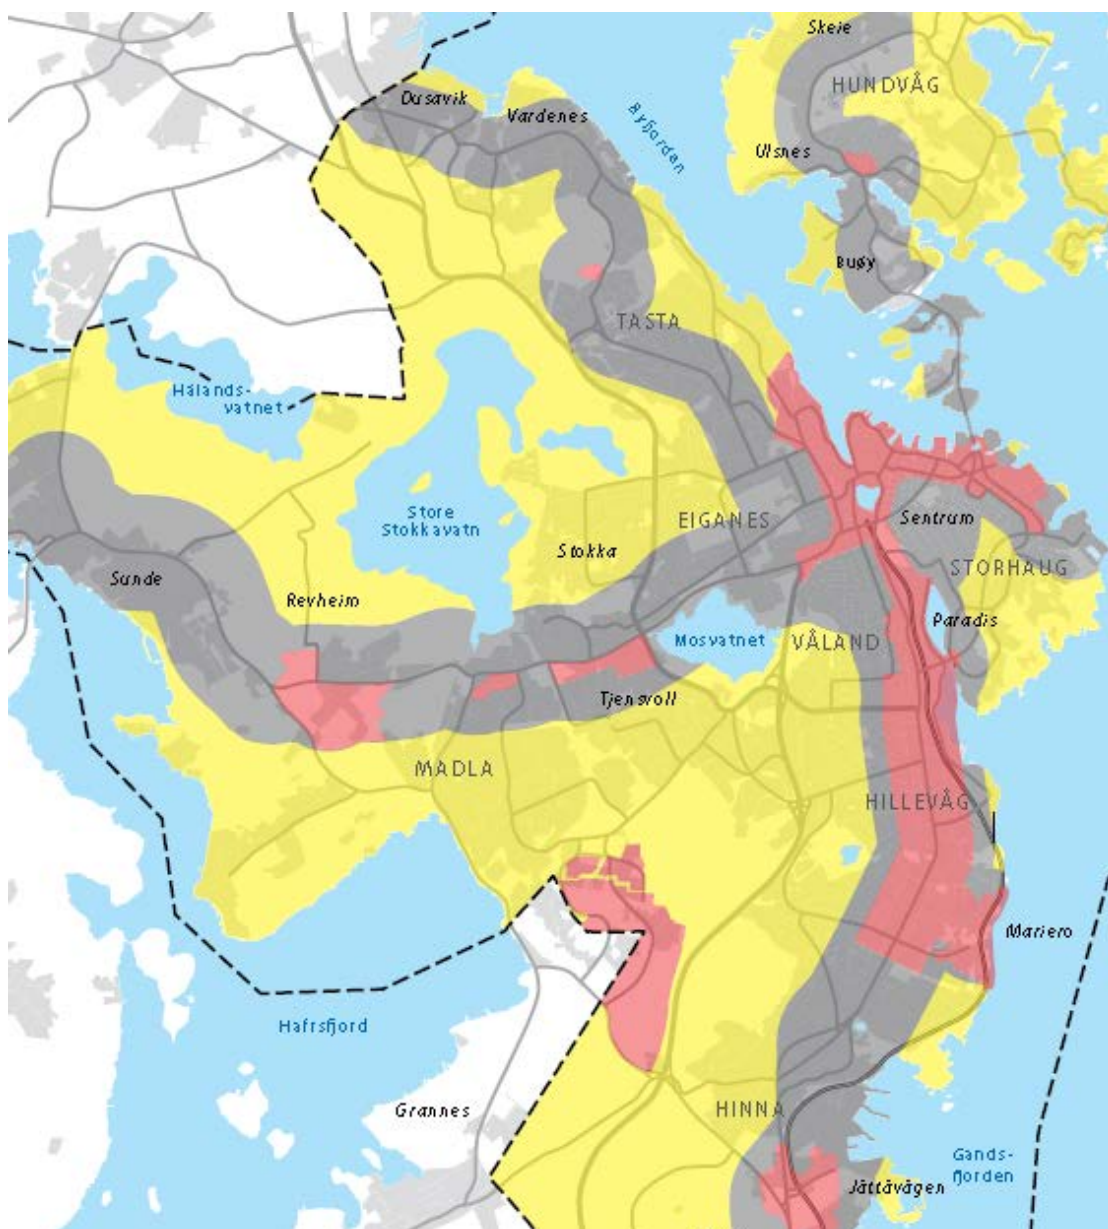 Skeie
HUNDVÅG
Dusavik
Vardenes
Byfjorden
Ulsnes
Buøy
TASTA
Hålands-
vatnet
Store
Stokkavatn
EIGANES
Sentrum
Stokka
STORHAUG
Sunde
Revheim
Paradis
Mosvatnet
VÅLAND
Tjensvoll
MADLA
HILLEVÅG
Mariero
Hafrsfjord
Grannes
HINNA
Gands-
fjorden
Jåttåvågen